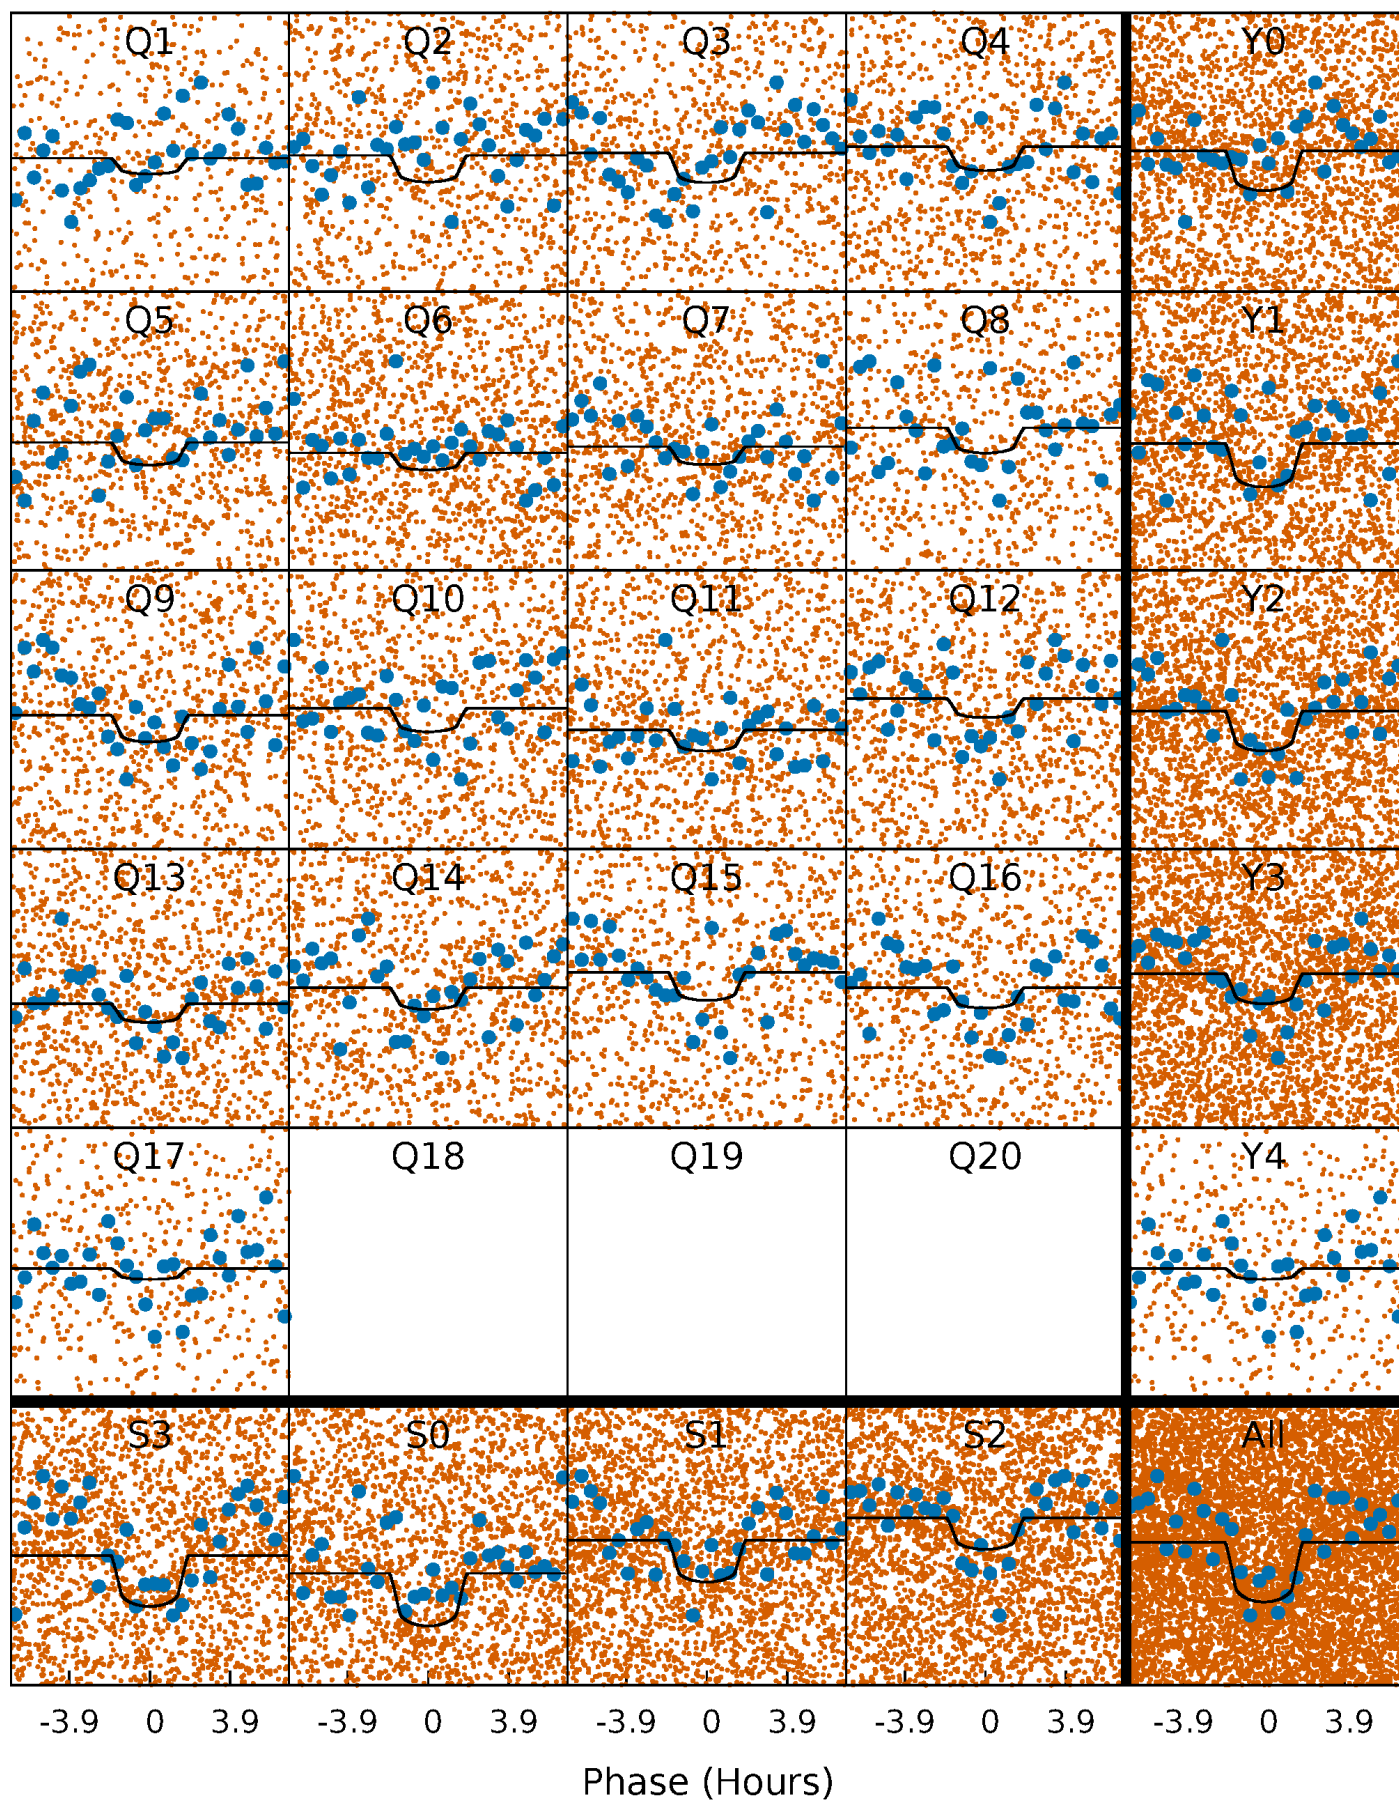 Q1 Q2 Q3 Q4 Y0
Q5 Q6 Q7 Q8 Y1
Q9 Q10 Q11 Q12 Y2
Q13 Q14 Q15 Q16 Y3
Q17 Q18 Q19 Q20 Y4
S3 S0 S1 S2 All
-3.9 0 3.9 -3.9 0 3.9 -3.9 0 3.9 -3.9 0 3.9 -3.9 0 3.9
Phase (Hours)